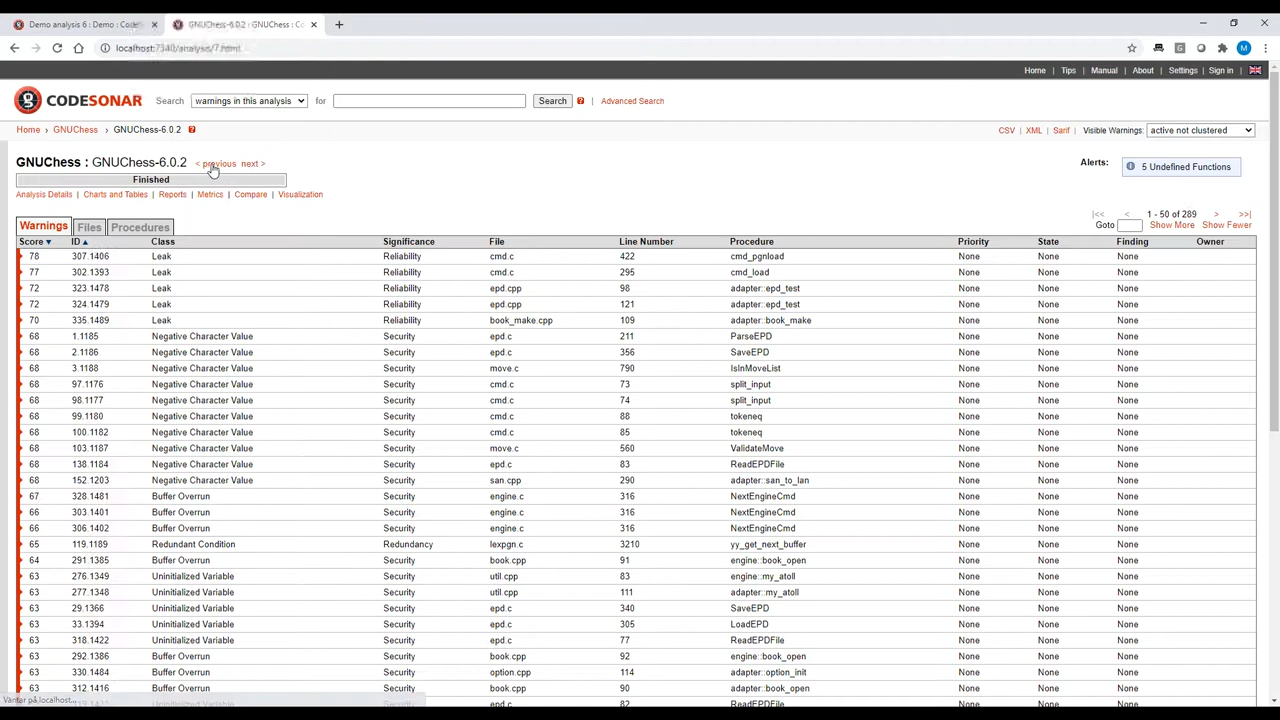 Demo analysis 6 : Demo : Code
GNUChess-6.0.2 : GNUChess : Co
localhost:7340/analysis/7.html
M
Home | Tips | Manual | About | Settings | Sign in |
CODESONAR Search warnings in this analysis for Search ? | Advanced Search
Home › GNUChess › GNUChess-6.0.2 ? CSV | XML | Sarif | Visible Warnings: active not clustered
GNUChess : GNUChess-6.0.2 < previous next > Alerts: 5 Undefined Functions
Finished
Analysis Details | Charts and Tables | Reports | Metrics | Compare | Visualization
|<< < 1 - 50 of 289 > >>|
Warnings Files Procedures Goto Show More Show Fewer
Score ID Class Significance File Line Number Procedure Priority State Finding Owner
78 307.1406 Leak Reliability cmd.c 422 cmd_pgnload None None None
77 302.1393 Leak Reliability cmd.c 295 cmd_load None None None
72 323.1478 Leak Reliability epd.cpp 98 adapter::epd_test None None None
72 324.1479 Leak Reliability epd.cpp 121 adapter::epd_test None None None
70 335.1489 Leak Reliability book_make.cpp 109 adapter::book_make None None None
68 1.1185 Negative Character Value Security epd.c 211 ParseEPD None None None
68 2.1186 Negative Character Value Security epd.c 356 SaveEPD None None None
68 3.1188 Negative Character Value Security move.c 790 IsInMoveList None None None
68 97.1176 Negative Character Value Security cmd.c 73 split_input None None None
68 98.1177 Negative Character Value Security cmd.c 74 split_input None None None
68 99.1180 Negative Character Value Security cmd.c 88 tokeneq None None None
68 100.1182 Negative Character Value Security cmd.c 85 tokeneq None None None
68 103.1187 Negative Character Value Security move.c 560 ValidateMove None None None
68 138.1184 Negative Character Value Security epd.c 83 ReadEPDFile None None None
68 152.1203 Negative Character Value Security san.cpp 290 adapter::san_to_lan None None None
67 328.1481 Buffer Overrun Security engine.c 316 NextEngineCmd None None None
66 303.1401 Buffer Overrun Security engine.c 316 NextEngineCmd None None None
66 306.1402 Buffer Overrun Security engine.c 316 NextEngineCmd None None None
65 119.1189 Redundant Condition Redundancy lexpgn.c 3210 yy_get_next_buffer None None None
64 291.1385 Buffer Overrun Security book.cpp 91 engine::book_open None None None
63 276.1349 Uninitialized Variable Security util.cpp 83 engine::my_atoll None None None
63 277.1348 Uninitialized Variable Security util.cpp 111 adapter::my_atoll None None None
63 29.1366 Uninitialized Variable Security epd.c 340 SaveEPD None None None
63 33.1394 Uninitialized Variable Security epd.c 305 LoadEPD None None None
63 318.1422 Uninitialized Variable Security epd.c 77 ReadEPDFile None None None
63 292.1386 Buffer Overrun Security book.cpp 92 engine::book_open None None None
63 330.1484 Buffer Overrun Security option.cpp 114 adapter::option_init None None None
63 312.1416 Buffer Overrun Security book.cpp 90 adapter::book_open None None None
Uninitialized Variable Security epd.c 82 ReadEPDFile None None None
Väntar på localhost...